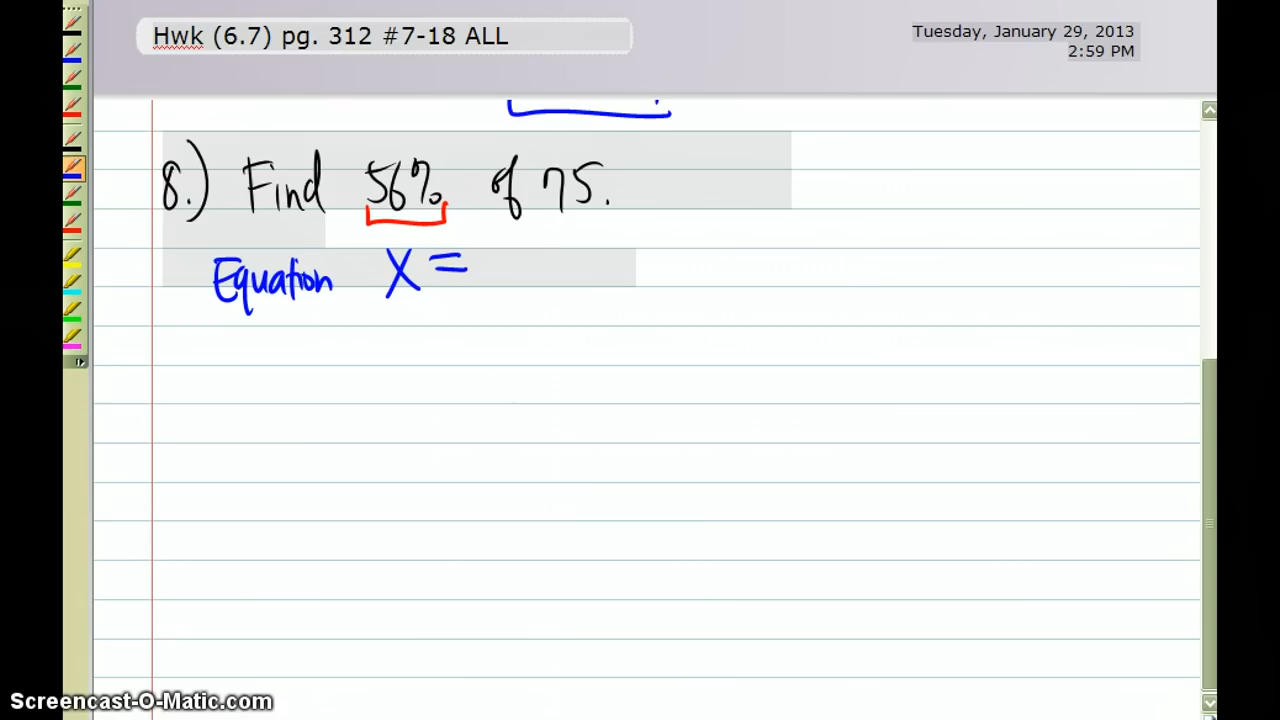 Hwk (6.7) pg. 312 #7-18 ALL
Tuesday, January 29, 2013
2:59 PM
8.) Find 56% of 75.
Equation X =
Screencast-O-Matic.com